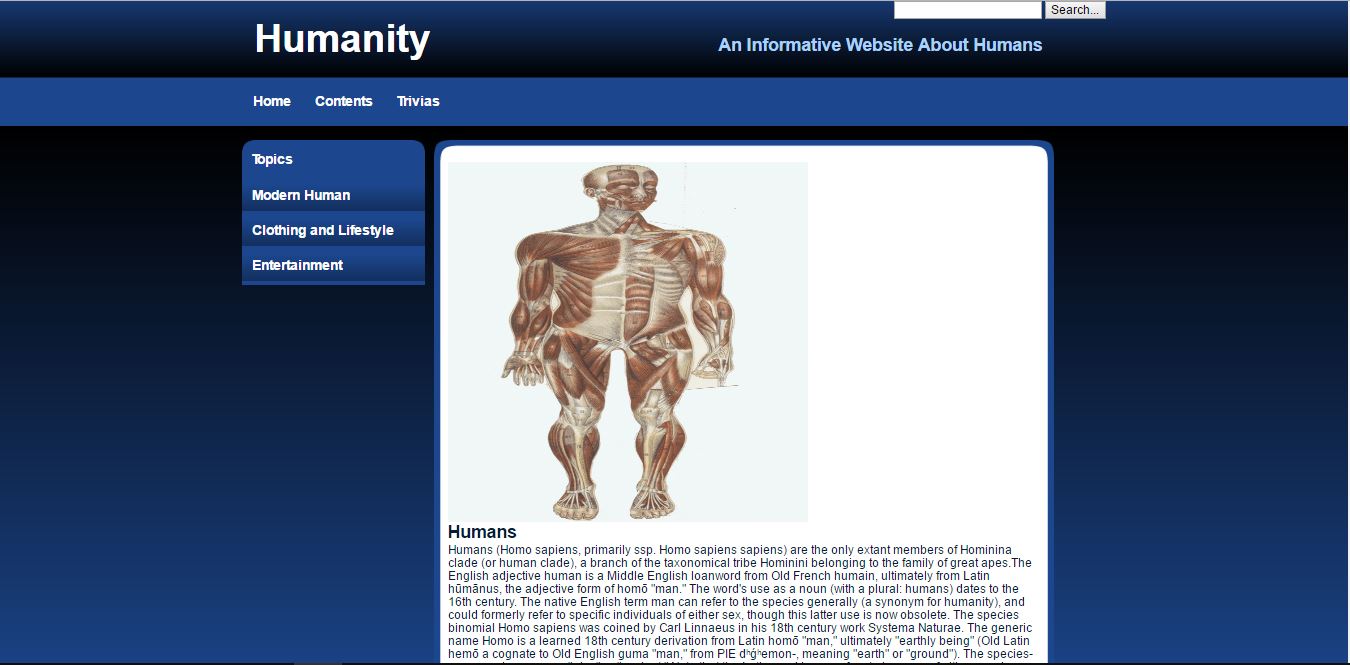 Search...
Humanity
An Informative Website About Humans
Home Contents Trivias
Topics
Modern Human
Clothing and Lifestyle
Entertainment
Humans
Humans (Homo sapiens, primarily ssp. Homo sapiens sapiens) are the only extant members of Hominina
clade (or human clade), a branch of the taxonomical tribe Hominini belonging to the family of great apes.The
English adjective human is a Middle English loanword from Old French humain, ultimately from Latin
hūmānus, the adjective form of homō "man." The word's use as a noun (with a plural: humans) dates to the
16th century. The native English term man can refer to the species generally (a synonym for humanity), and
could formerly refer to specific individuals of either sex, though this latter use is now obsolete. The species
binomial Homo sapiens was coined by Carl Linnaeus in his 18th century work Systema Naturae. The generic
name Homo is a learned 18th century derivation from Latin homō "man," ultimately "earthly being" (Old Latin
hemō a cognate to Old English guma "man," from PIE dʰǵʰemon-, meaning "earth" or "ground"). The species-